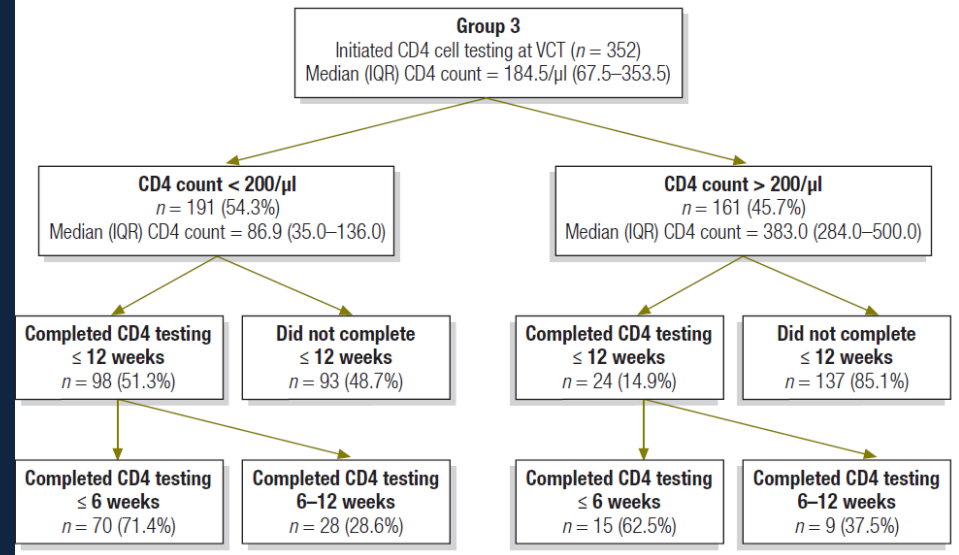 Group 3
Initiated CD4 cell testing at VCT (n = 352)
Median (IQR) CD4 count = 184.5/µl (67.5–353.5)
CD4 count < 200/µl
n = 191 (54.3%)
Median (IQR) CD4 count = 86.9 (35.0–136.0)
CD4 count > 200/µl
n = 161 (45.7%)
Median (IQR) CD4 count = 383.0 (284.0–500.0)
Completed CD4 testing
≤ 12 weeks
n = 98 (51.3%)
Did not complete
≤ 12 weeks
n = 93 (48.7%)
Completed CD4 testing
≤ 12 weeks
n = 24 (14.9%)
Did not complete
≤ 12 weeks
n = 137 (85.1%)
Completed CD4 testing
≤ 6 weeks
n = 70 (71.4%)
Completed CD4 testing
6–12 weeks
n = 28 (28.6%)
Completed CD4 testing
≤ 6 weeks
n = 15 (62.5%)
Completed CD4 testing
6–12 weeks
n = 9 (37.5%)